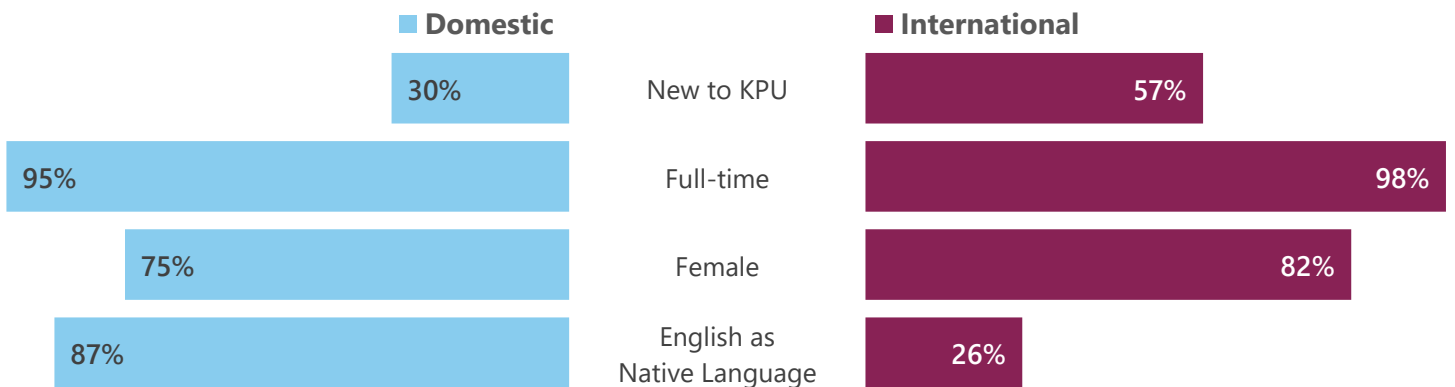 Domestic International
30% New to KPU 57%
95% Full-time 98%
75% Female 82%
87% English as Native Language 26%